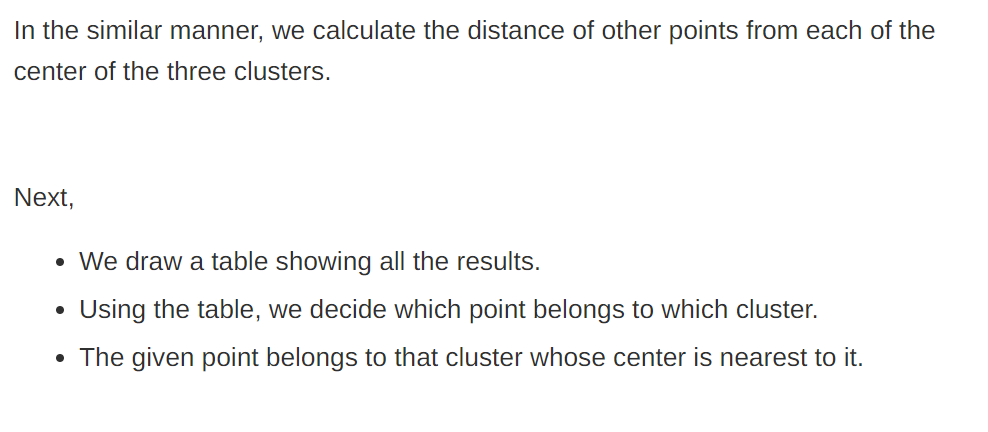 In the similar manner, we calculate the distance of other points from each of the
center of the three clusters.
Next,
• We draw a table showing all the results.
• Using the table, we decide which point belongs to which cluster.
• The given point belongs to that cluster whose center is nearest to it.